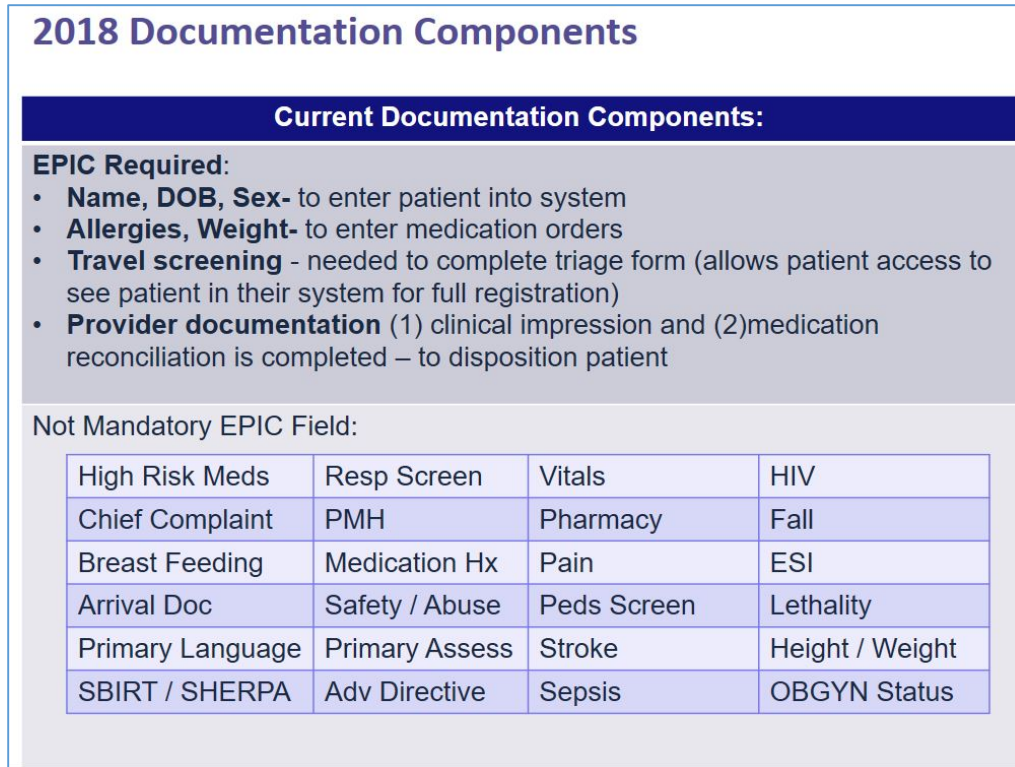 2018 Documentation Components
Current Documentation Components:
EPIC Required:
• Name, DOB, Sex- to enter patient into system
• Allergies, Weight- to enter medication orders
• Travel screening - needed to complete triage form (allows patient access to
see patient in their system for full registration)
• Provider documentation (1) clinical impression and (2)medication
reconciliation is completed – to disposition patient
Not Mandatory EPIC Field:
High Risk Meds Resp Screen Vitals HIV
Chief Complaint PMH Pharmacy Fall
Breast Feeding Medication Hx Pain ESI
Arrival Doc Safety / Abuse Peds Screen Lethality
Primary Language Primary Assess Stroke Height / Weight
SBIRT / SHERPA Adv Directive Sepsis OBGYN Status